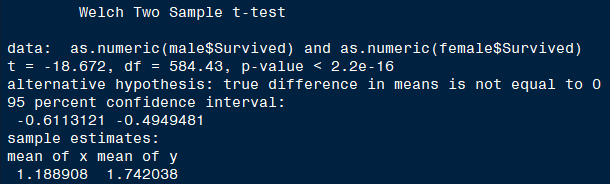 Welch Two Sample t-test
data:  as.numeric(male$Survived) and as.numeric(female$Survived)
t = -18.672, df = 584.43, p-value < 2.2e-16
alternative hypothesis: true difference in means is not equal to 0
95 percent confidence interval:
 -0.6113121 -0.4949481
sample estimates:
mean of x mean of y
 1.188908  1.742038